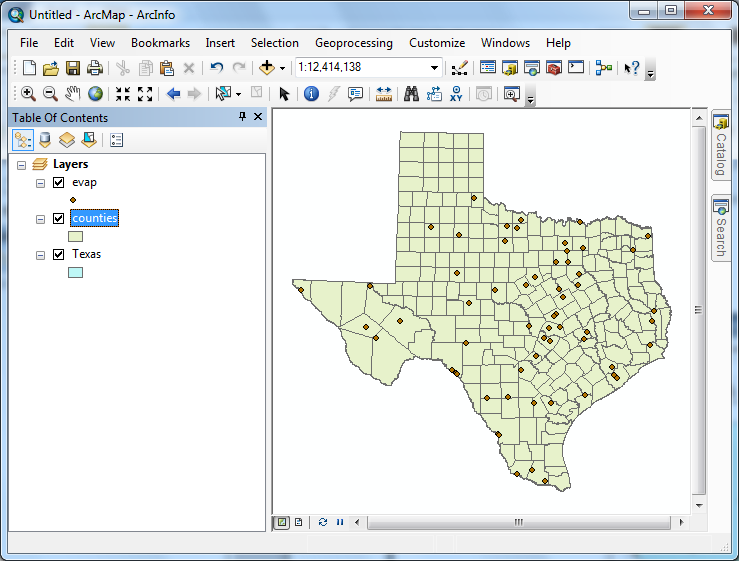 Untitled - ArcMap - ArcInfo
File Edit View Bookmarks Insert Selection Geoprocessing Customize Windows Help
1:12,414,138
XY
Table Of Contents
Layers
evap
counties
Texas
Catalog
Search